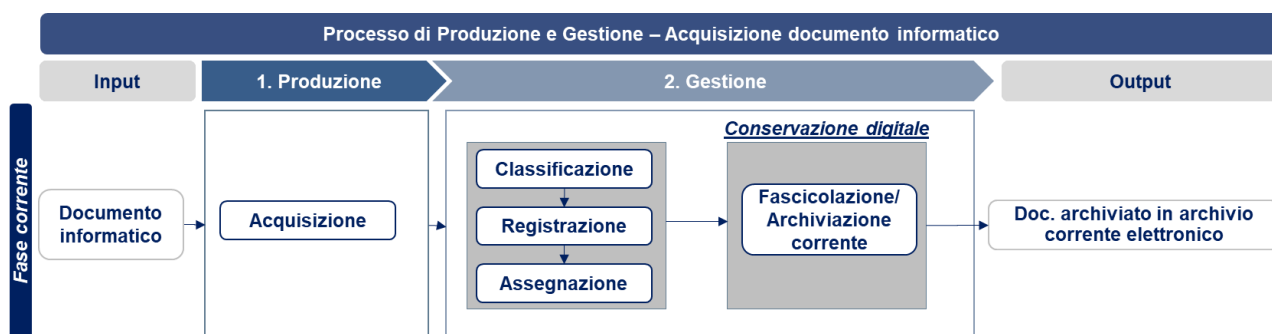 Processo di Produzione e Gestione – Acquisizione documento informatico
Input
1. Produzione
2. Gestione
Output
Fase corrente
Documento
informatico
Acquisizione
Classificazione
Registrazione
Assegnazione
Conservazione digitale
Fascicolazione/
Archiviazione
corrente
Doc. archiviato in archivio
corrente elettronico